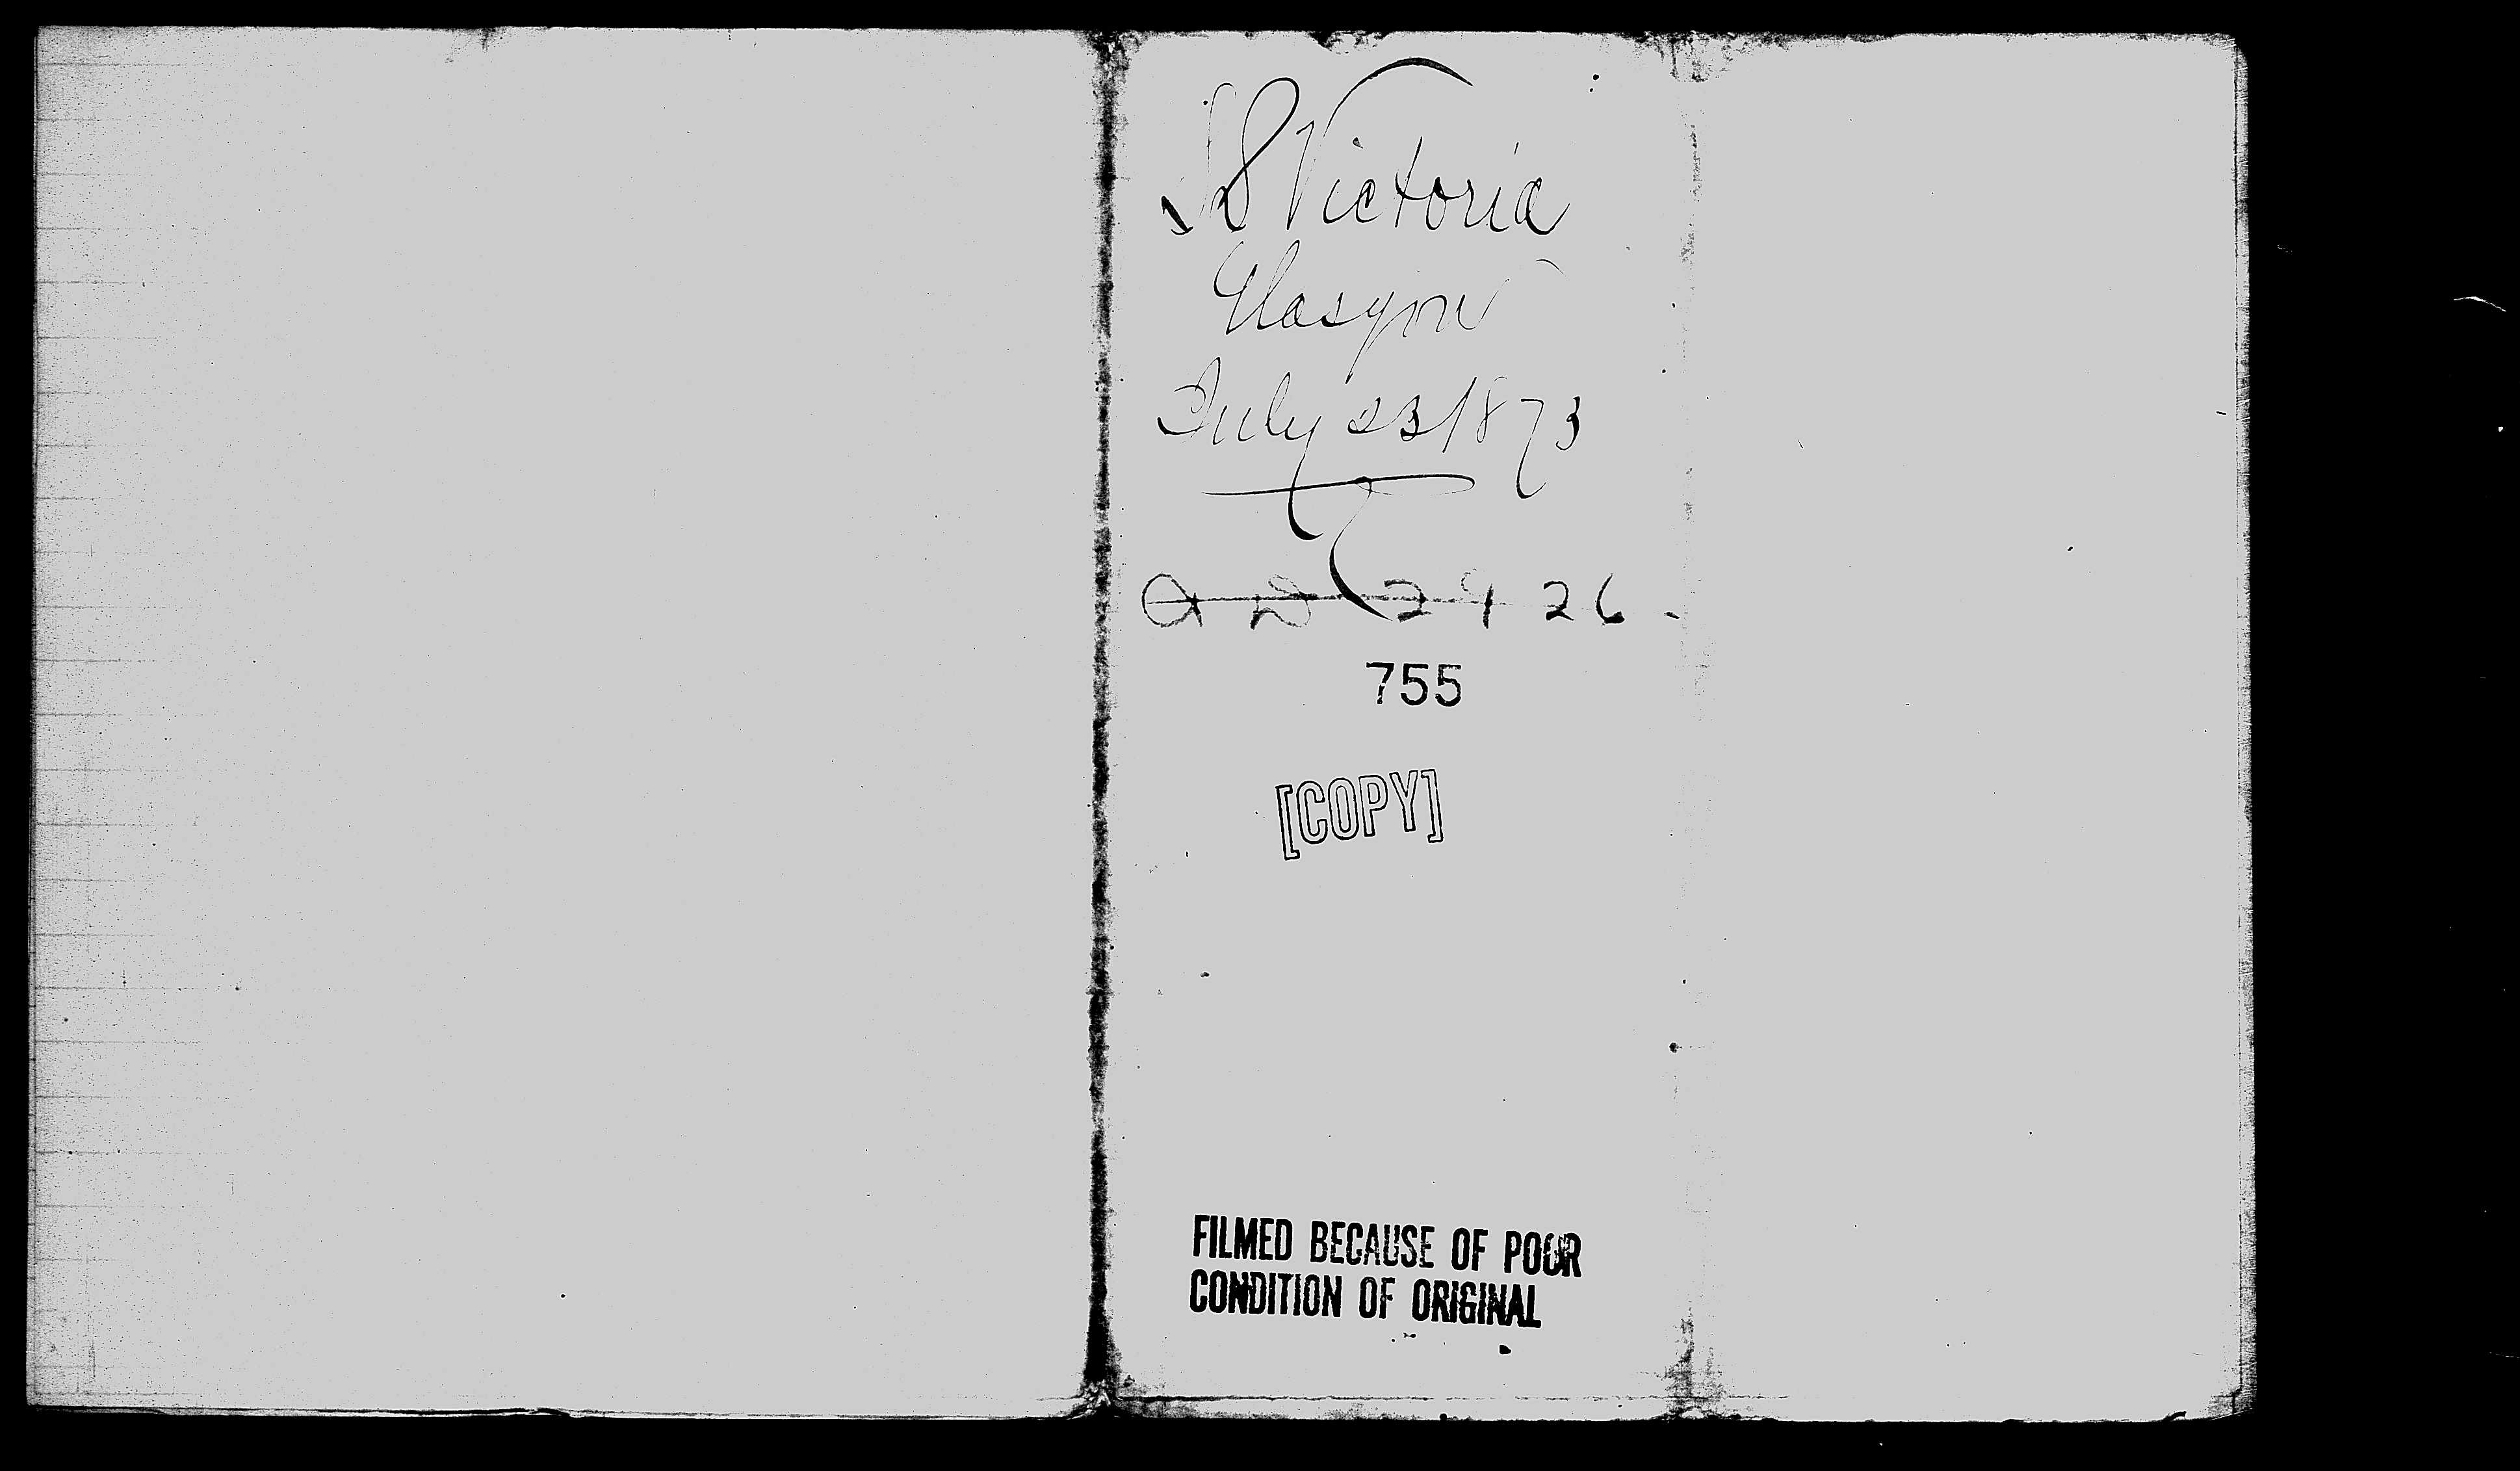 SS Victoria
Glasgow
July 23 1873
26.
755
[COPY]
FILMED BECAUSE OF POOR
CONDITION OF ORIGINAL